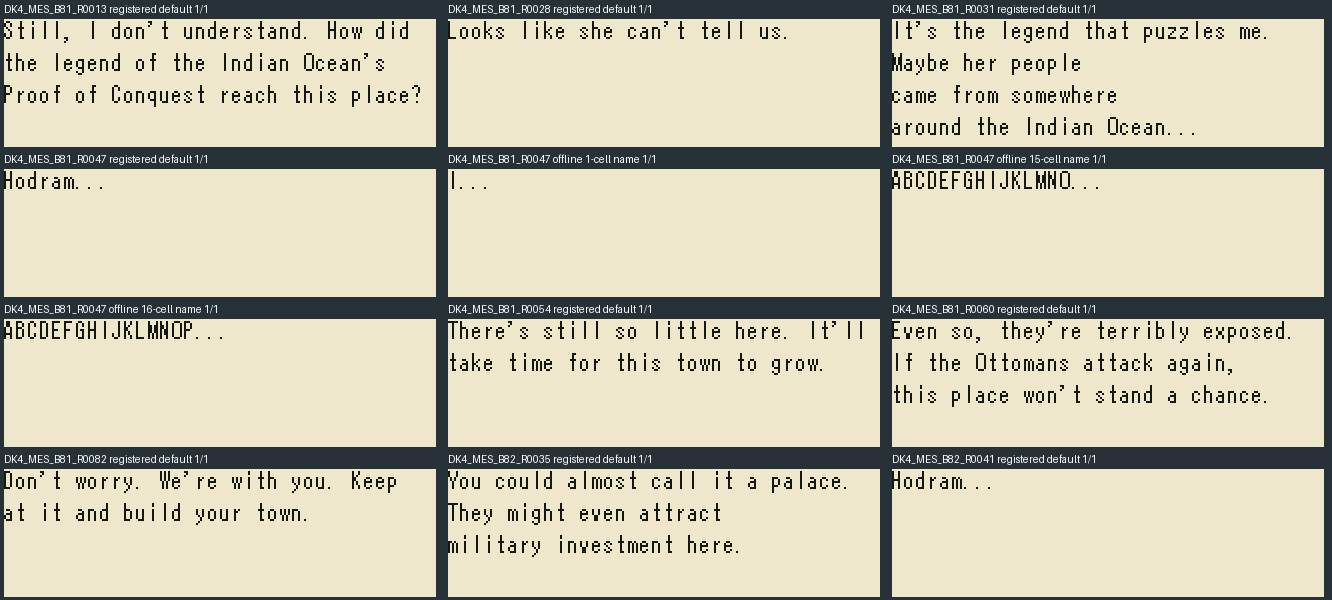 DK4_MES_B81_R0013 registered default 1/1
Still, I don't understand. How did
the legend of the Indian Ocean's
Proof of Conquest reach this place?
DK4_MES_B81_R0028 registered default 1/1
Looks like she can't tell us.
DK4_MES_B81_R0031 registered default 1/1
It's the legend that puzzles me.
Maybe her people
came from somewhere
around the Indian Ocean...
DK4_MES_B81_R0047 registered default 1/1
Hodram...
DK4_MES_B81_R0047 offline 1-cell name 1/1
I...
DK4_MES_B81_R0047 offline 15-cell name 1/1
ABCDEFGHIJKLMNO...
DK4_MES_B81_R0047 offline 16-cell name 1/1
ABCDEFGHIJKLMNOP...
DK4_MES_B81_R0054 registered default 1/1
There's still so little here. It'll
take time for this town to grow.
DK4_MES_B81_R0060 registered default 1/1
Even so, they're terribly exposed.
If the Ottomans attack again,
this place won't stand a chance.
DK4_MES_B81_R0082 registered default 1/1
Don't worry. We're with you. Keep
at it and build your town.
DK4_MES_B82_R0035 registered default 1/1
You could almost call it a palace.
They might even attract
military investment here.
DK4_MES_B82_R0041 registered default 1/1
Hodram...